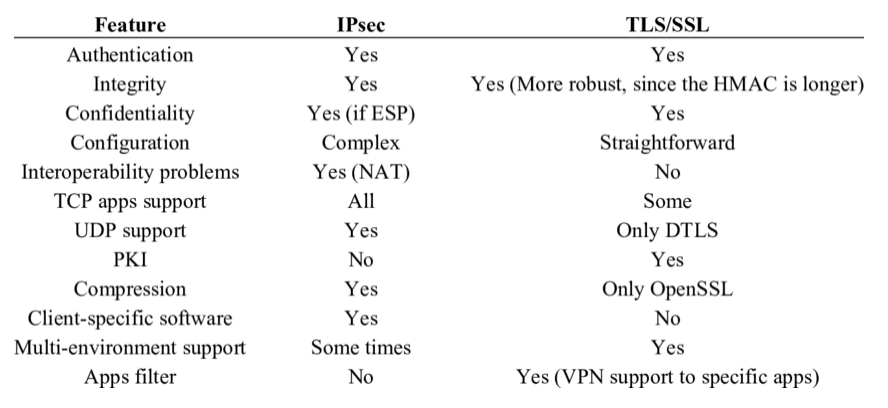 Feature IPsec TLS/SSL
Authentication Yes Yes
Integrity Yes Yes (More robust, since the HMAC is longer)
Confidentiality Yes (if ESP) Yes
Configuration Complex Straightforward
Interoperability problems Yes (NAT) No
TCP apps support All Some
UDP support Yes Only DTLS
PKI No Yes
Compression Yes Only OpenSSL
Client-specific software Yes No
Multi-environment support Some times Yes
Apps filter No Yes (VPN support to specific apps)